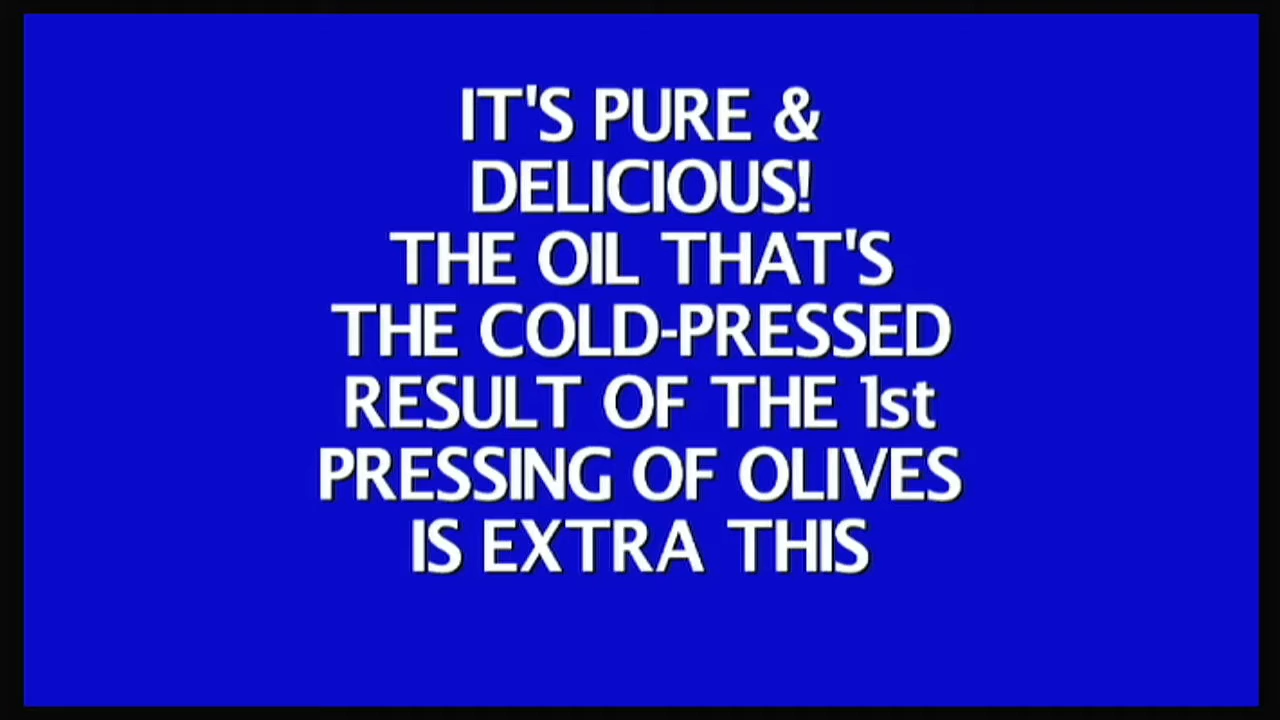 IT'S PURE &
DELICIOUS!
THE OIL THAT'S
THE COLD-PRESSED
RESULT OF THE 1st
PRESSING OF OLIVES
IS EXTRA THIS